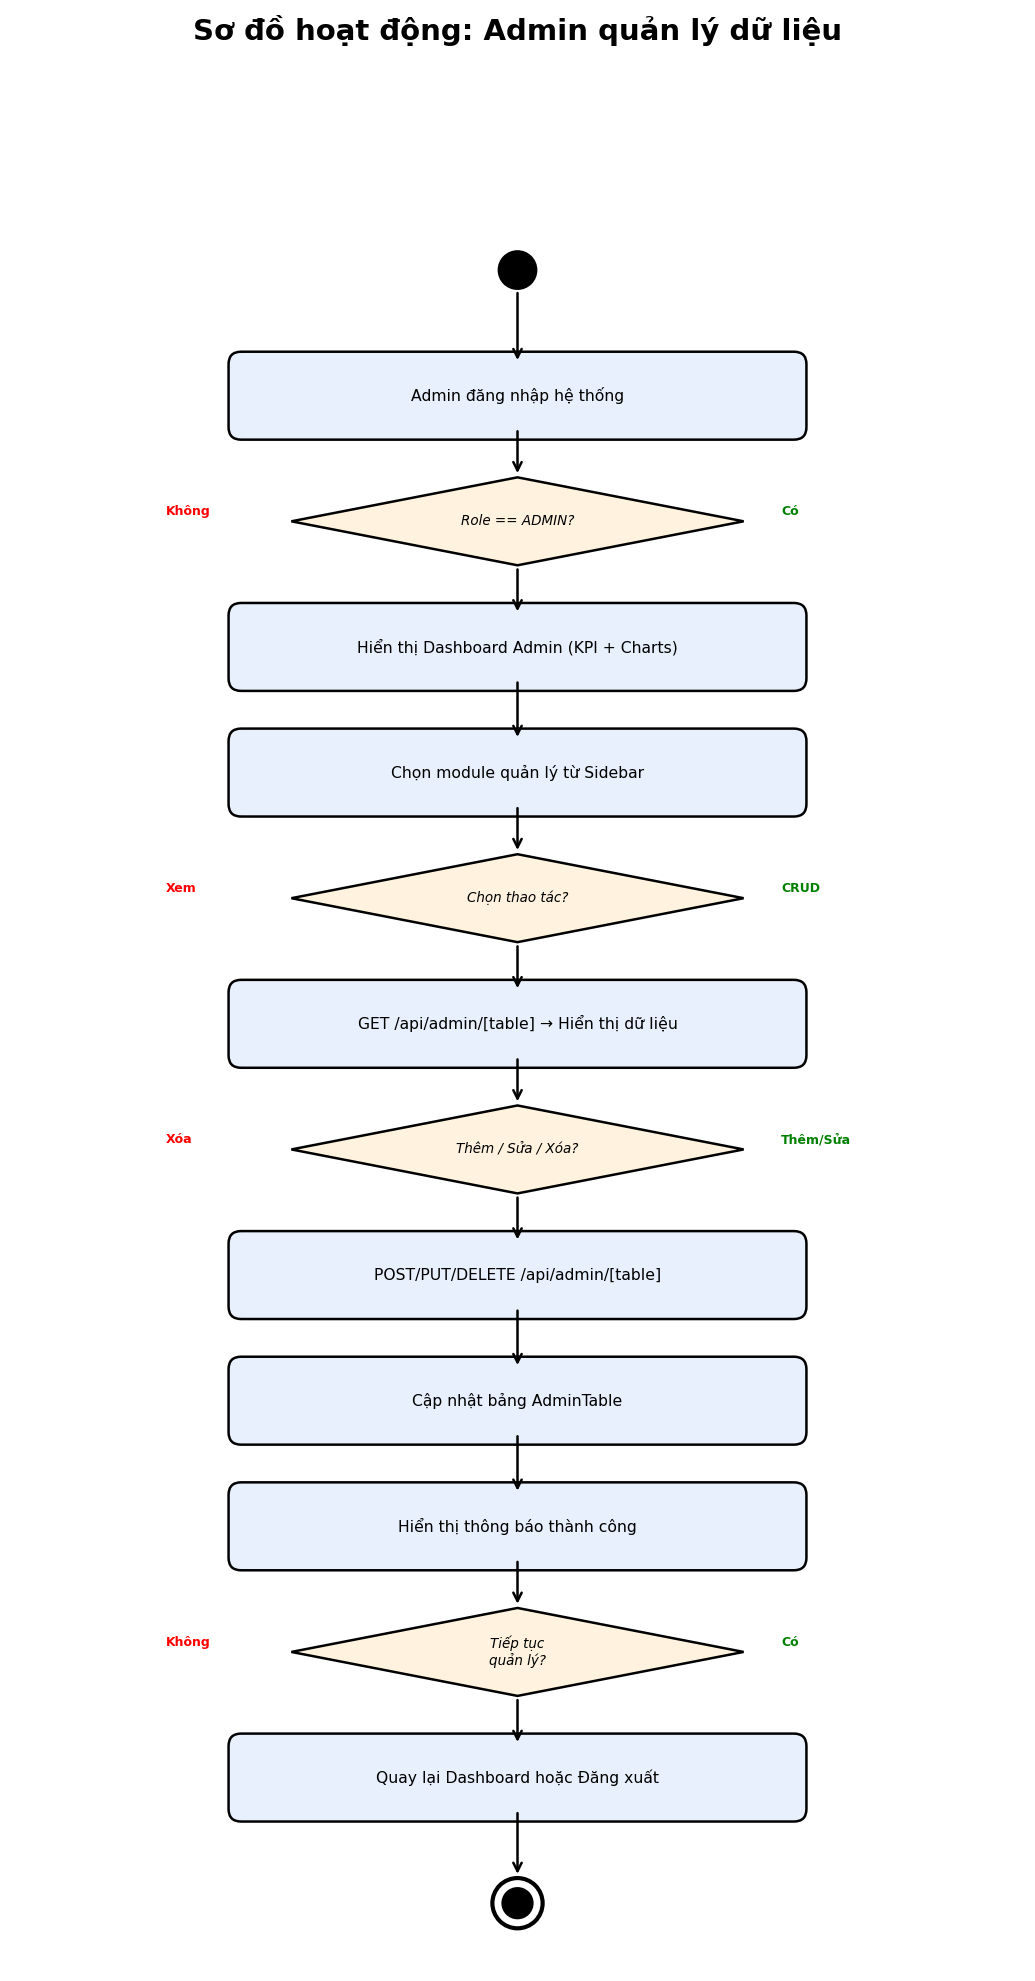 Sơ đồ hoạt động: Admin quản lý dữ liệu
Admin đăng nhập hệ thống
Không
Role == ADMIN?
Có
Hiển thị Dashboard Admin (KPI + Charts)
Chọn module quản lý từ Sidebar
Xem
Chọn thao tác?
CRUD
GET /api/admin/[table] → Hiển thị dữ liệu
Xóa
Thêm / Sửa / Xóa?
Thêm/Sửa
POST/PUT/DELETE /api/admin/[table]
Cập nhật bảng AdminTable
Hiển thị thông báo thành công
Không
Tiếp tục
quản lý?
Có
Quay lại Dashboard hoặc Đăng xuất